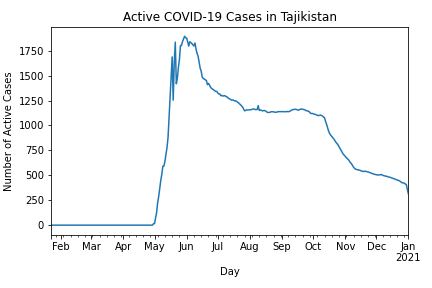 Active COVID-19 Cases in Tajikistan
Number of Active Cases
1750
1500
1250
1000
750
500
250
0
Feb Mar Apr May Jun Jul Aug Sep Oct Nov Dec Jan
2021
Day